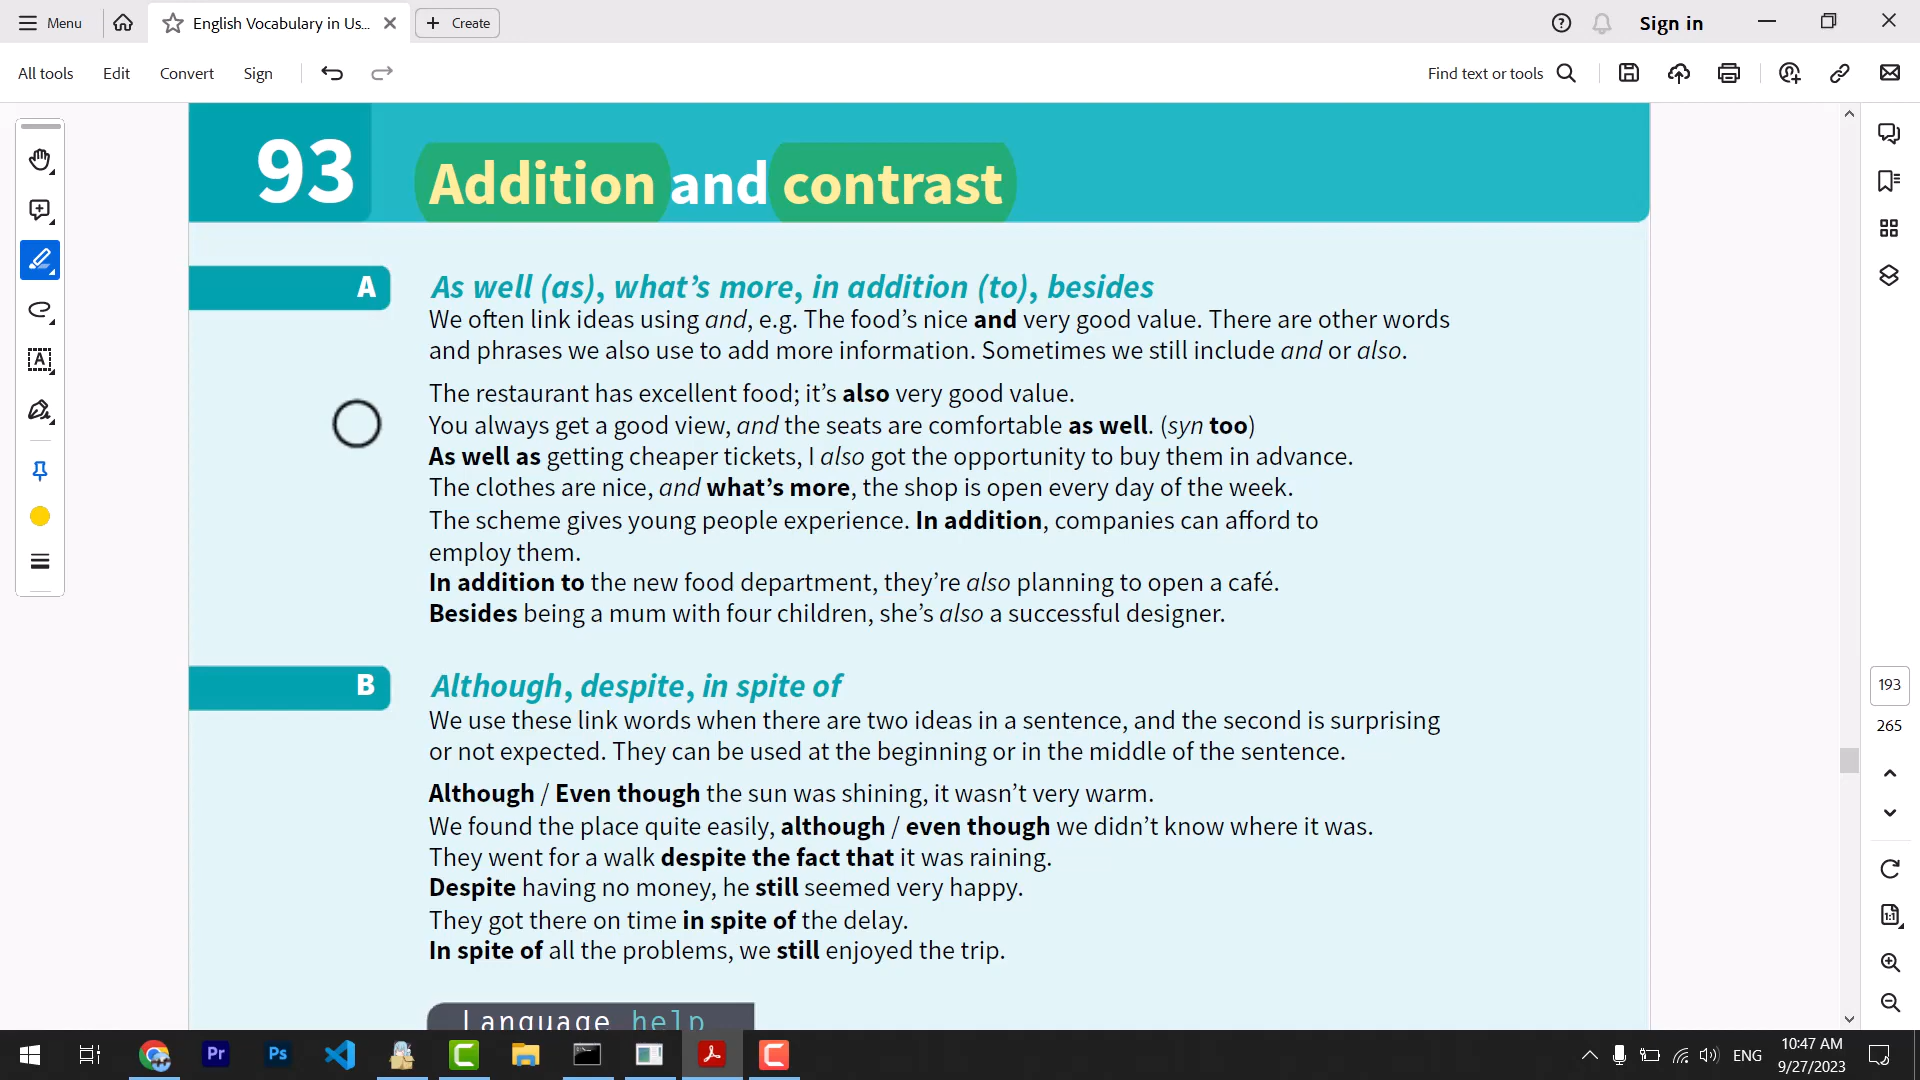 Menu
English Vocabulary in Us...
Create
Sign in
All tools
Edit
Convert
Sign
Find text or tools
93
Addition and contrast
A
As well (as), what's more, in addition (to), besides
We often link ideas using and, e.g. The food's nice and very good value. There are other words
and phrases we also use to add more information. Sometimes we still include and or also.
The restaurant has excellent food; it's also very good value.
You always get a good view, and the seats are comfortable as well. (syn too)
As well as getting cheaper tickets, I also got the opportunity to buy them in advance.
The clothes are nice, and what's more, the shop is open every day of the week.
The scheme gives young people experience. In addition, companies can afford to
employ them.
In addition to the new food department, they're also planning to open a café.
Besides being a mum with four children, she's also a successful designer.
B
Although, despite, in spite of
We use these link words when there are two ideas in a sentence, and the second is surprising
or not expected. They can be used at the beginning or in the middle of the sentence.
Although / Even though the sun was shining, it wasn't very warm.
We found the place quite easily, although / even though we didn't know where it was.
They went for a walk despite the fact that it was raining.
Despite having no money, he still seemed very happy.
They got there on time in spite of the delay.
In spite of all the problems, we still enjoyed the trip.
Language help
193
265
Pr
Ps
ENG
10:47 AM
9/27/2023